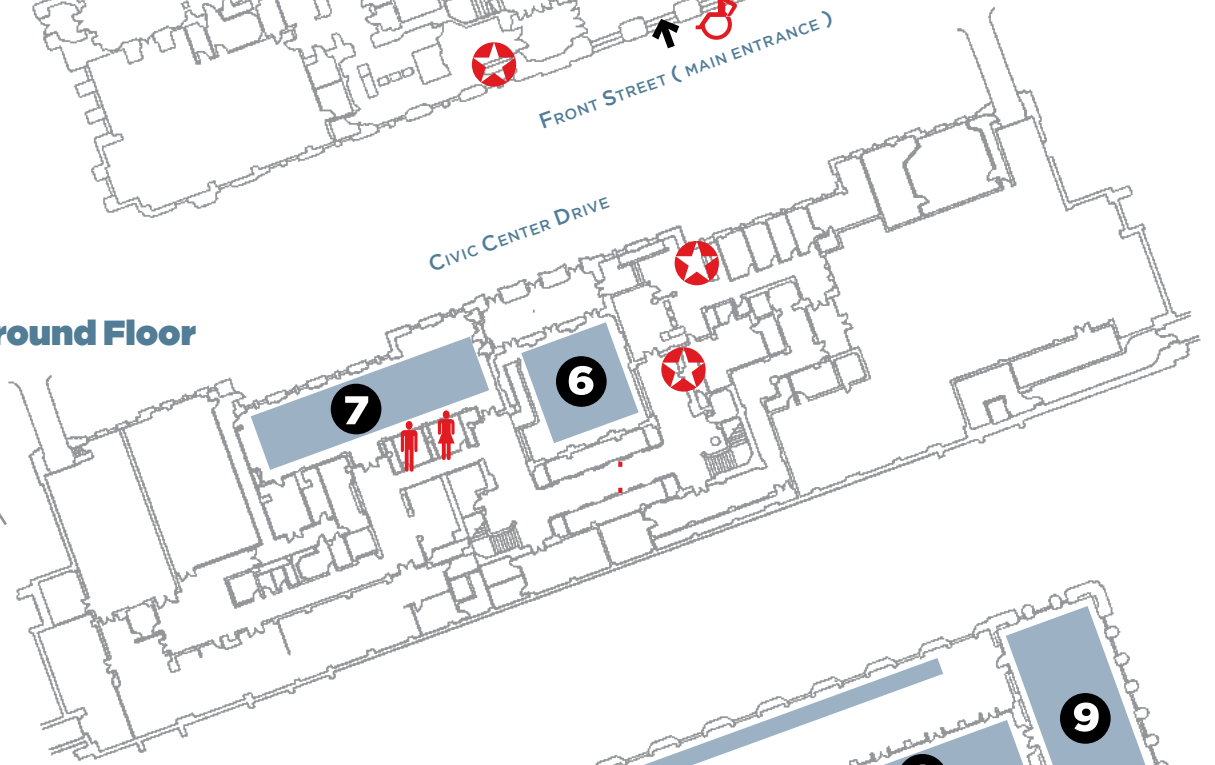 FRONT STREET ( MAIN ENTRANCE )
CIVIC CENTER DRIVE
round Floor
6
7
9